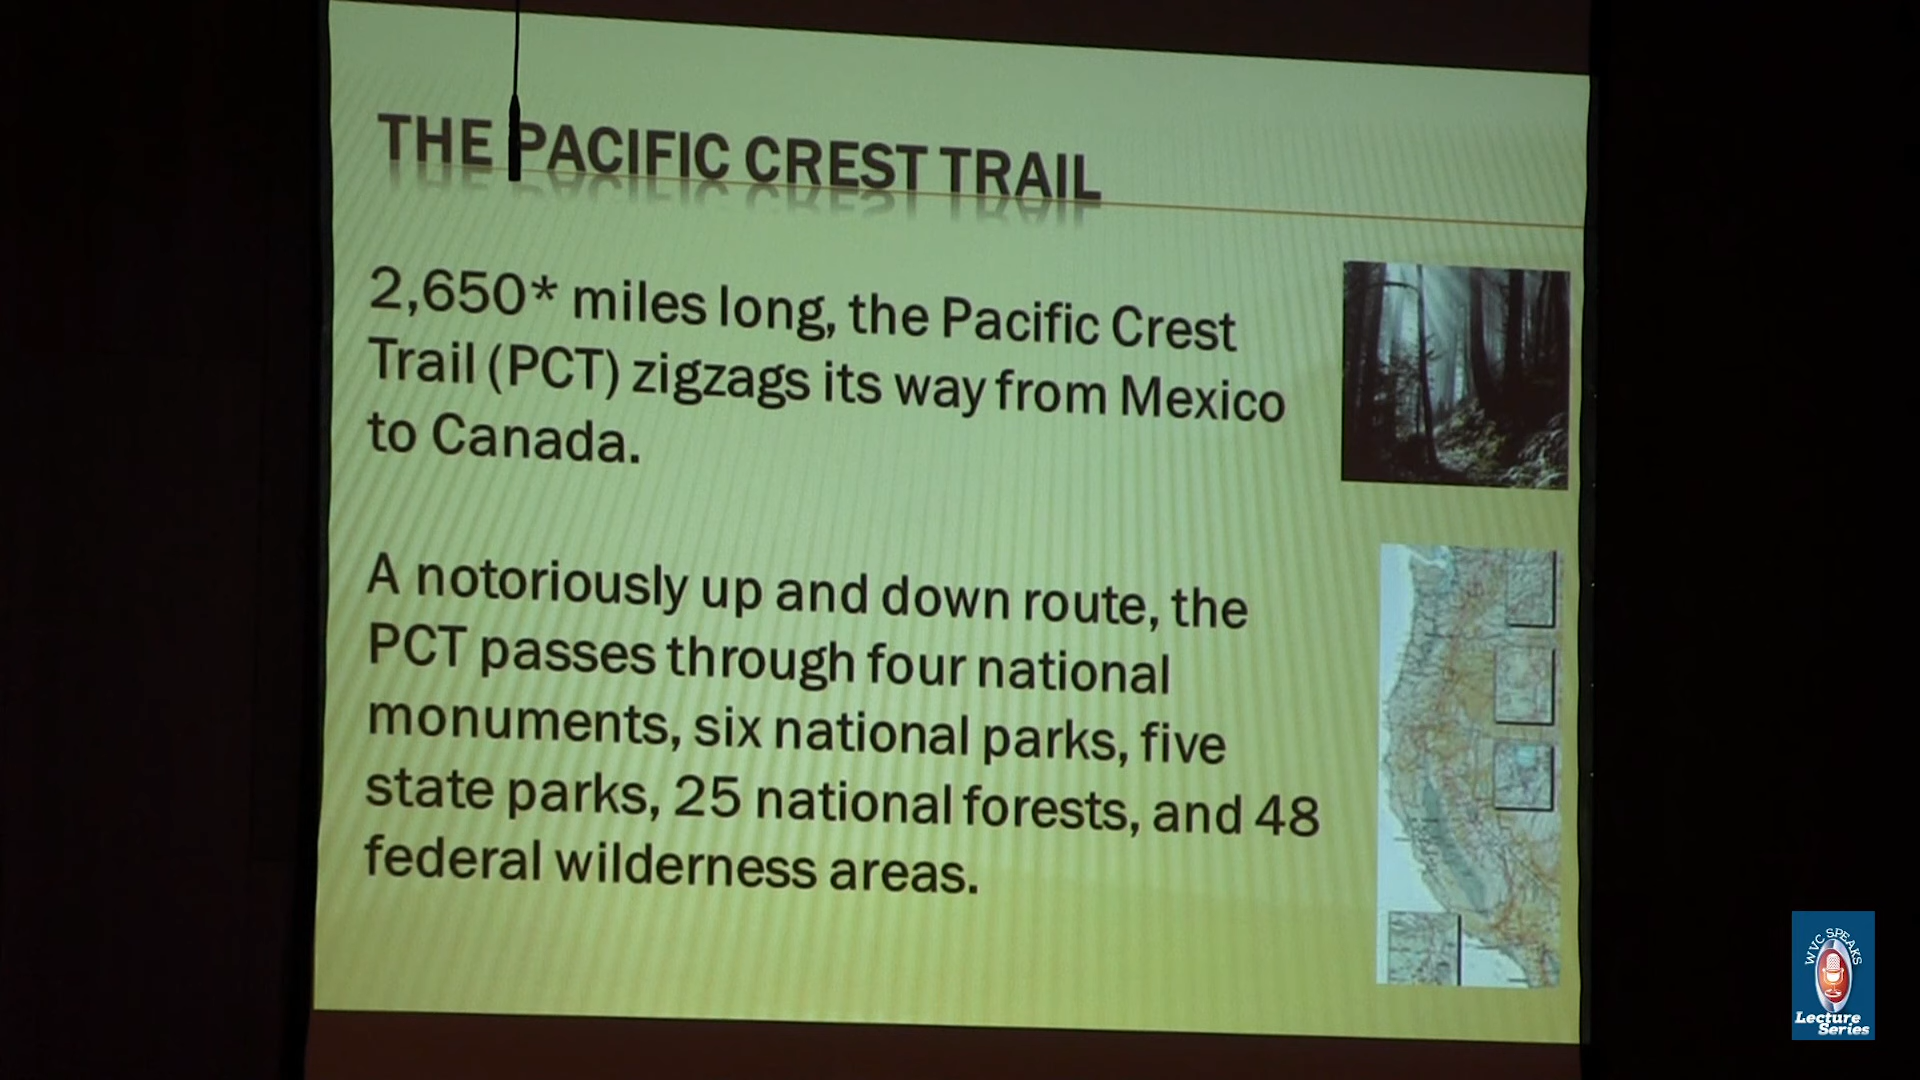 THE PACIFIC CREST TRAIL
2,650* miles long, the Pacific Crest
Trail (PCT) zigzags its way from Mexico
to Canada.
A notoriously up and down route, the
PCT passes through four national
monuments, six national parks, five
state parks, 25 national forests, and 48
federal wilderness areas.
WVC SPEAKS
Lecture
Series